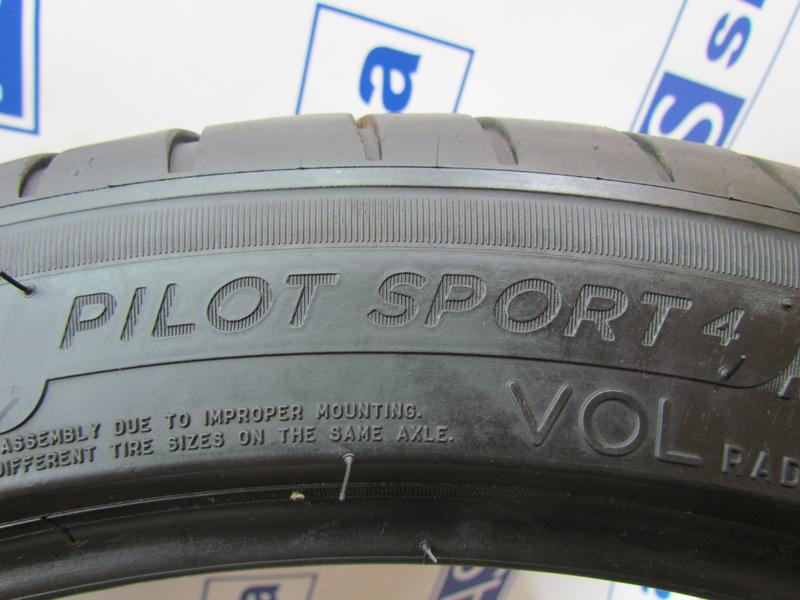 PILOT SPORT 4
ASSEMBLY DUE TO IMPROPER MOUNTING.
DIFFERENT TIRE SIZES ON THE SAME AXLE.
VOL